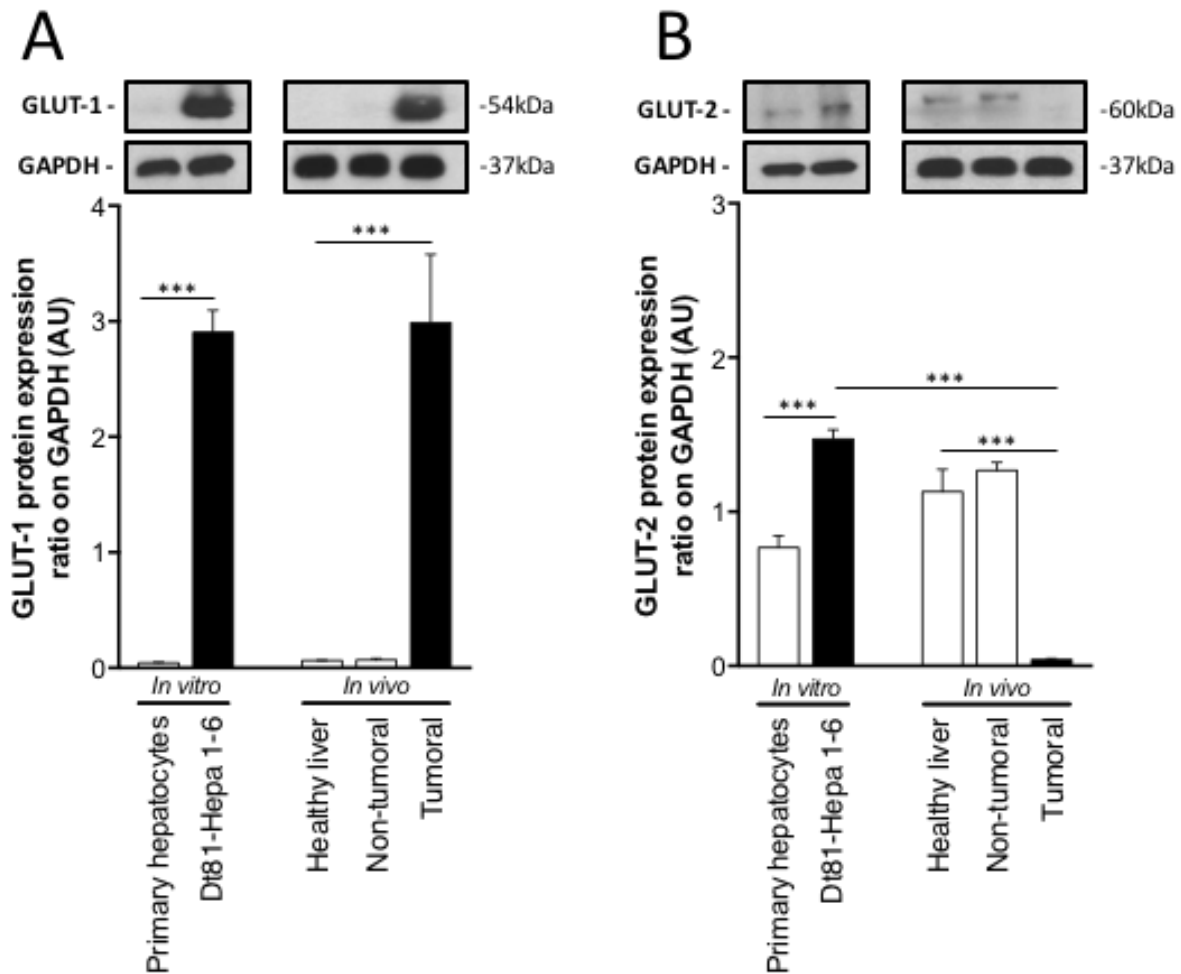 A
GLUT-1 -
-54kDa
GAPDH -
-37kDa
GLUT-1 protein expression
ratio on GAPDH (AU)
4
3
2
1
0
***
***
In vitro
In vivo
Primary hepatocytes
Dt81-Hepa 1-6
Healthy liver
Non-tumoral
Tumoral
B
GLUT-2 -
-60kDa
GAPDH -
-37kDa
GLUT-2 protein expression
ratio on GAPDH (AU)
3
2
1
0
***
***
***
In vitro
In vivo
Primary hepatocytes
Dt81-Hepa 1-6
Healthy liver
Non-tumoral
Tumoral